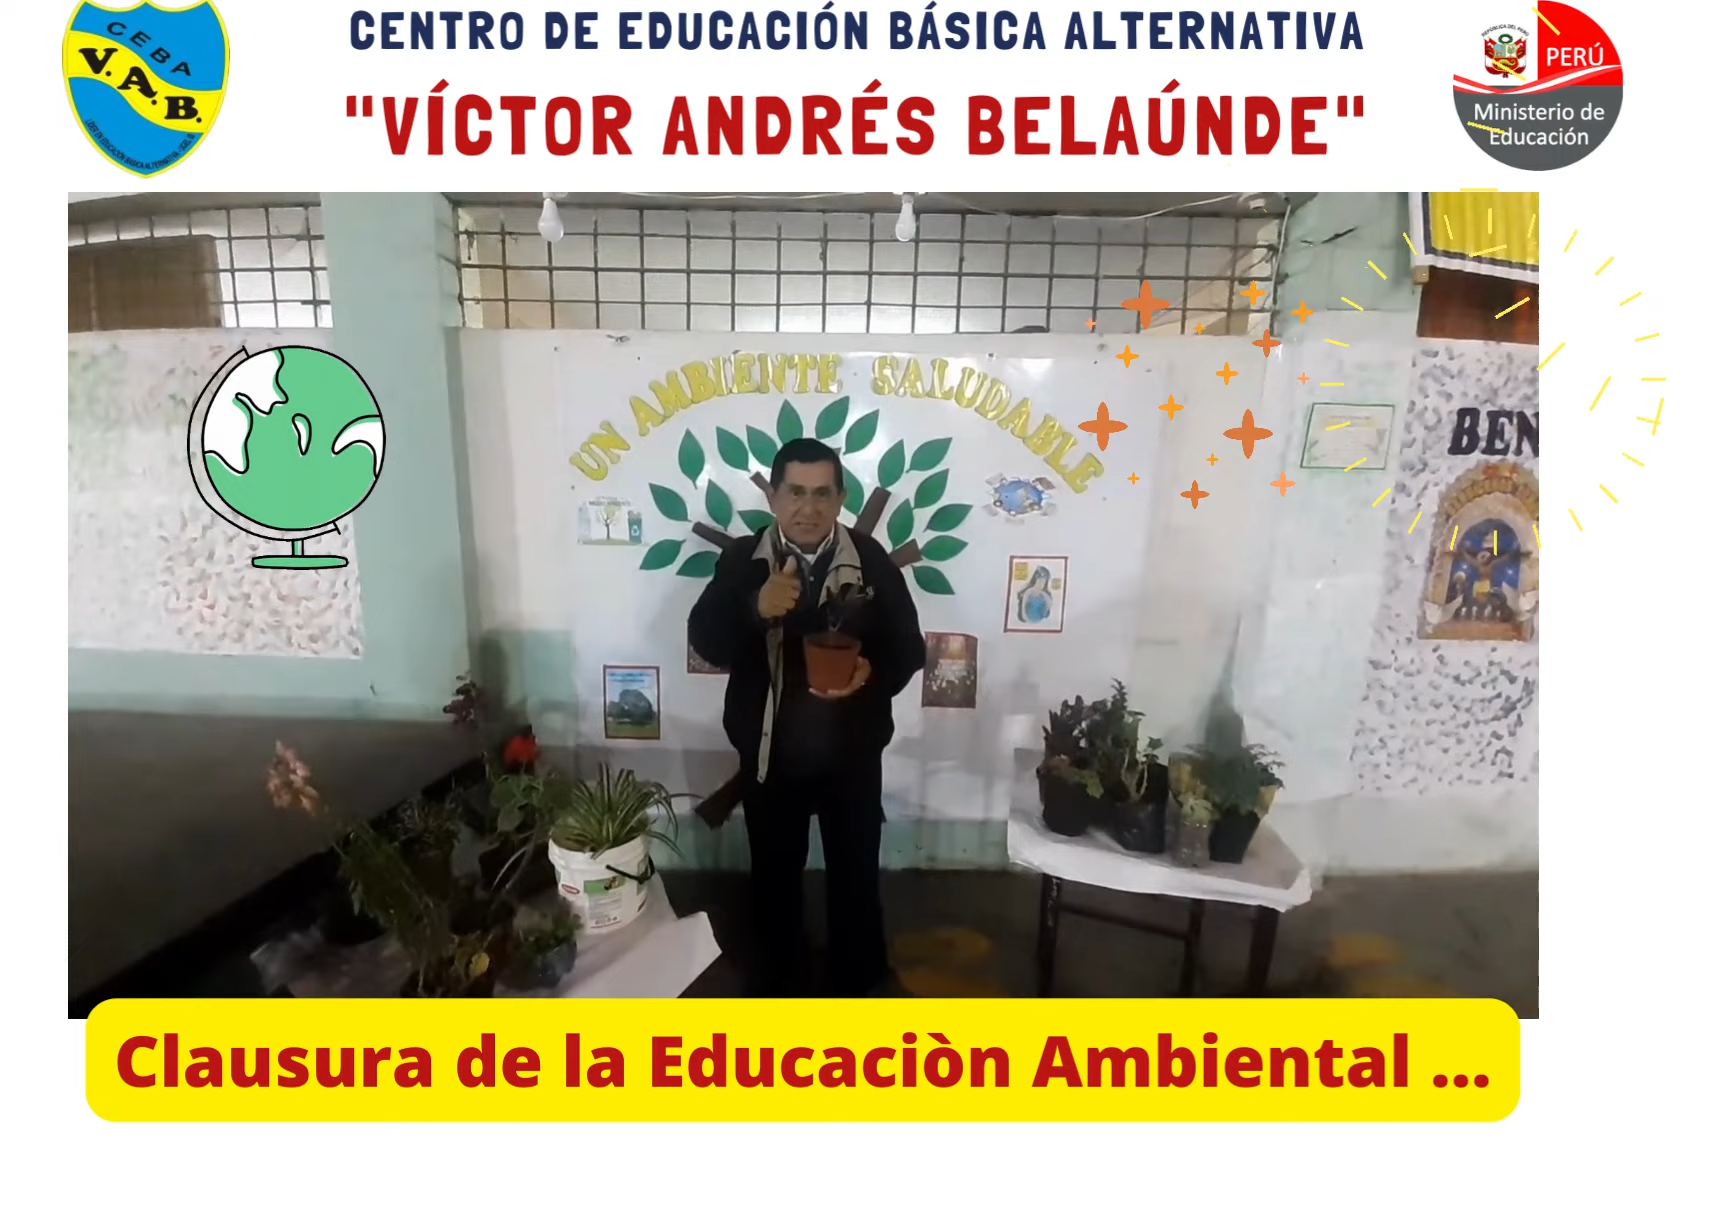 CENTRO DE EDUCACIÓN BÁSICA ALTERNATIVA
"VÍCTOR ANDRÉS BELAÚNDE"
CEBA
V.A.B.
PERÚ
Ministerio de
Educación
UN AMBIENTE SALUDABLE
BEN
Clausura de la Educaciòn Ambiental ...